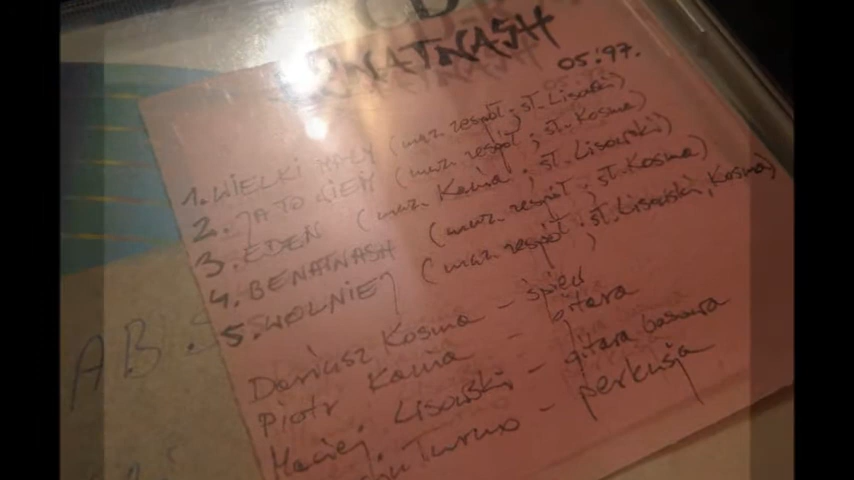 CD
BENATNASH
05.'97.
1. WIELKI MAŁY (muz. zespół; sł. Lisowski)
2. JA TO WIEM (muz. zespół; sł. Kosma)
3. EDEN (muz. Kania; sł. Lisowski)
4. BENATNASH (muz. zespół; sł. Kosma)
5. WOLNIEJ (muz. zespół; sł. Lisowski, Kosma)
Dariusz Kosma - śpiew
Piotr Kania - gitara
Maciej Lisowski - gitara basowa
- perkusja
AB.